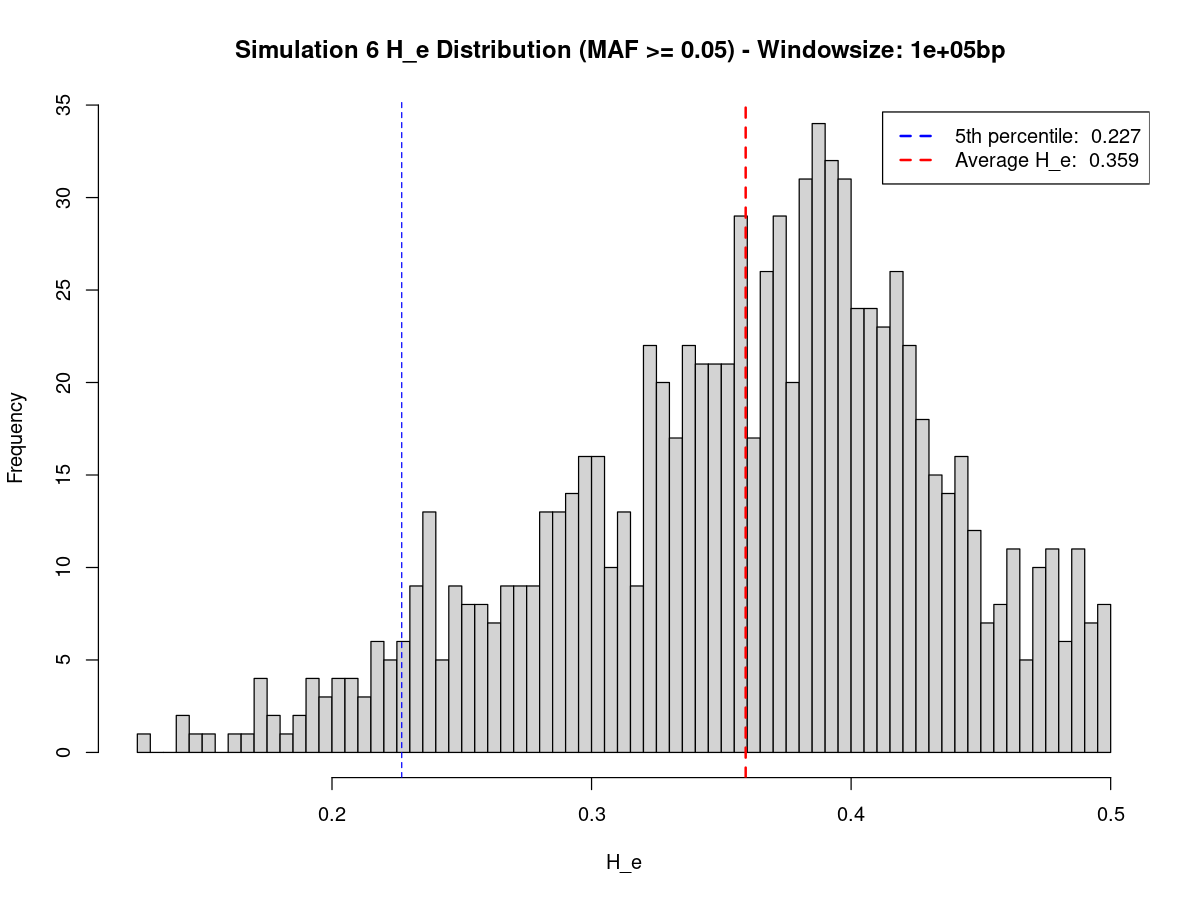 Simulation 6 H_e Distribution (MAF >= 0.05) - Windowsize: 1e+05bp
5th percentile:  0.227
Average H_e:  0.359
Frequency
35
30
25
20
15
10
5
0
0.2
0.3
0.4
0.5
H_e